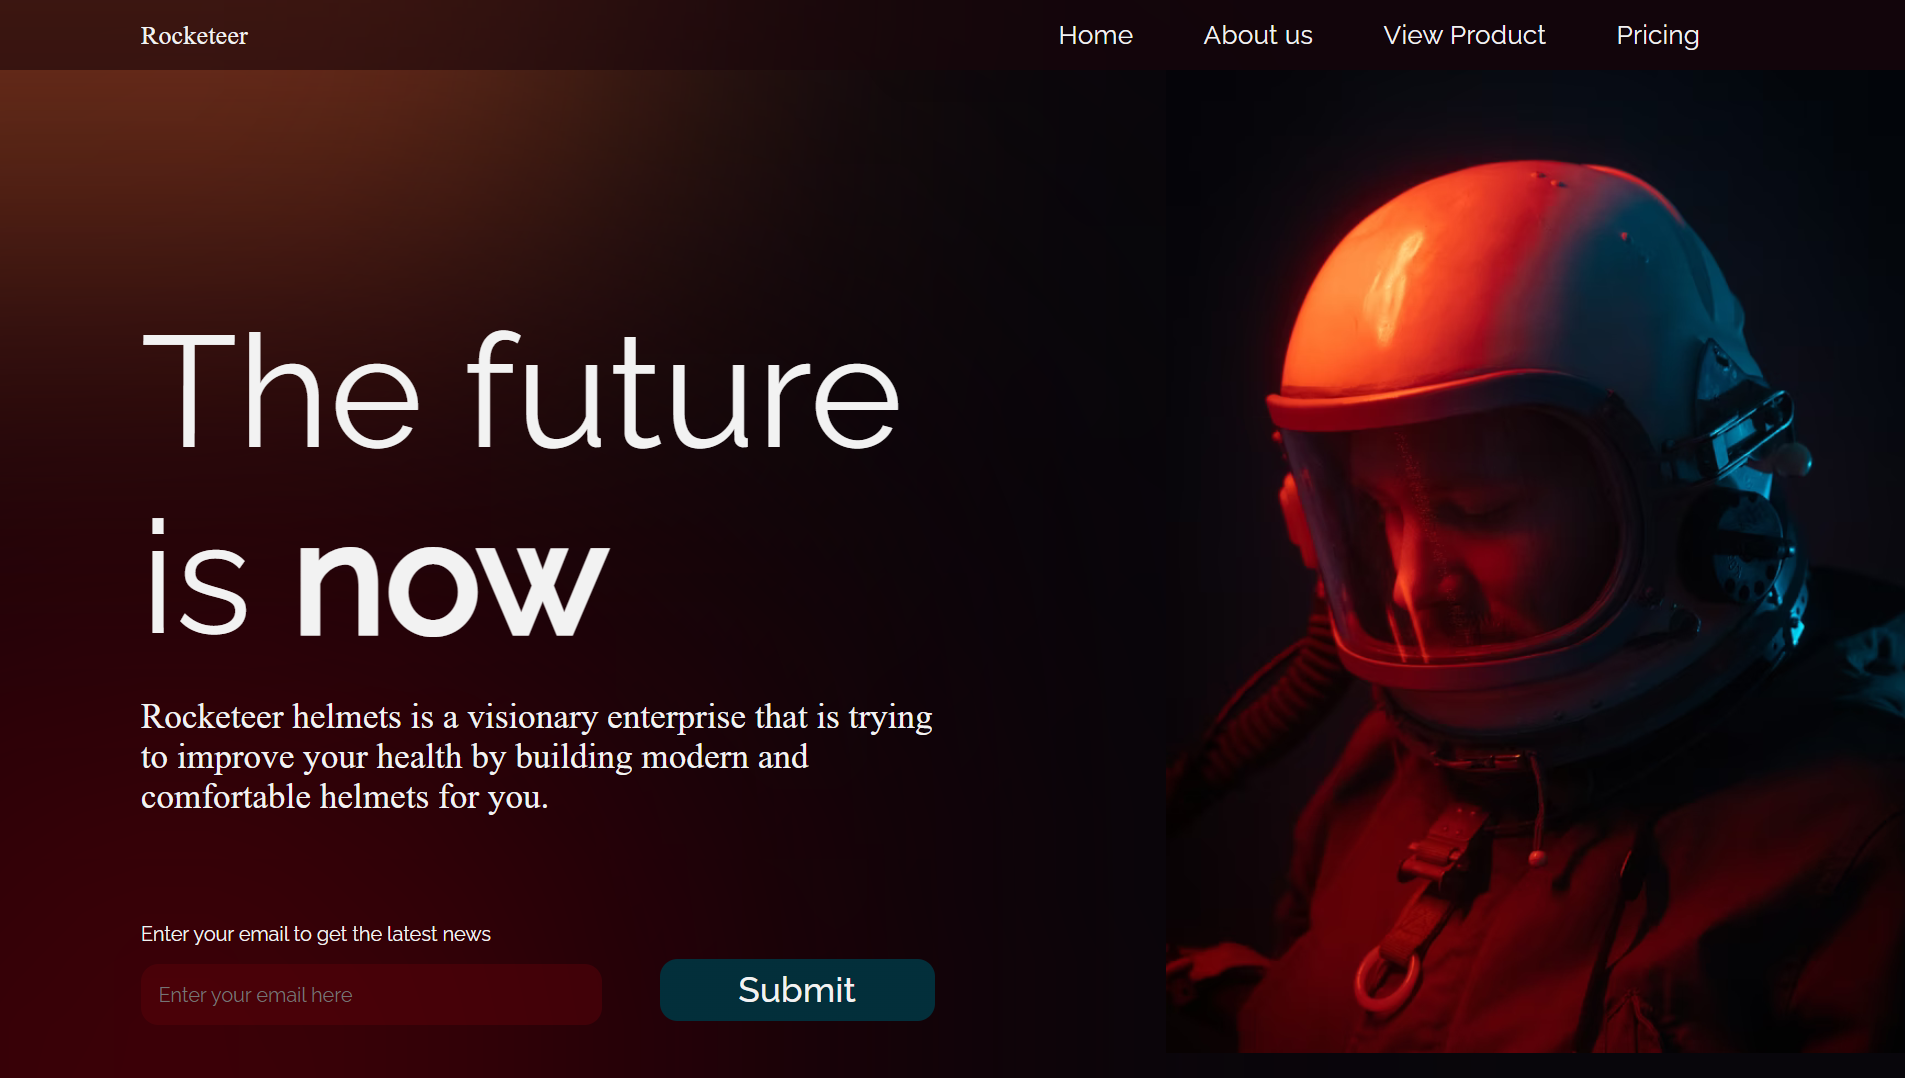 Rocketeer
Home
About us
View Product
Pricing
The future
is now
Rocketeer helmets is a visionary enterprise that is trying
to improve your health by building modern and
comfortable helmets for you.
Enter your email to get the latest news
Enter your email here
Submit